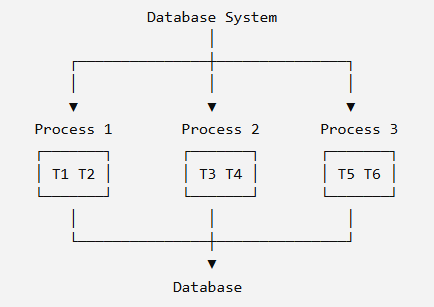 Database System
Process 1 Process 2 Process 3
T1 T2 T3 T4 T5 T6
Database